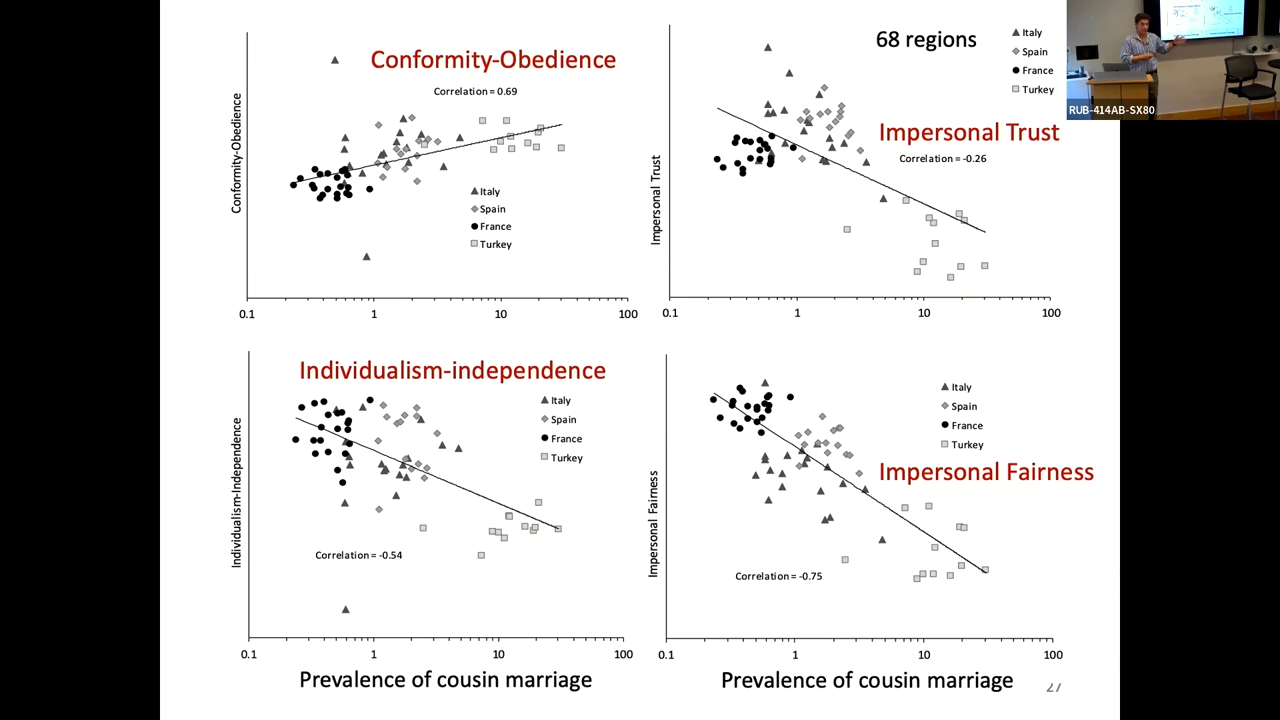 Conformity-Obedience
Correlation = 0.69
Conformity-Obedience
Italy
Spain
France
Turkey
0.1
1
10
100
68 regions
Italy
Spain
France
Turkey
Impersonal Trust
Correlation = -0.26
Impersonal Trust
0.1
1
10
100
RUB-414AB-SX80
Individualism-independence
Italy
Spain
France
Turkey
Individualism-Independence
Correlation = -0.54
0.1
1
10
100
Prevalence of cousin marriage
Italy
Spain
France
Turkey
Impersonal Fairness
Impersonal Fairness
Correlation = -0.75
0.1
1
10
100
Prevalence of cousin marriage
27